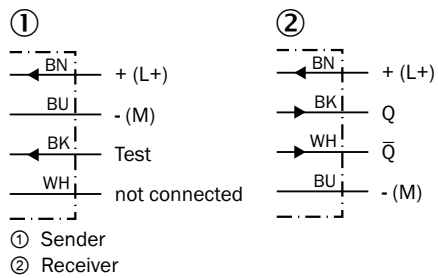 ①
BN + (L+)
BU - (M)
BK Test
WH not connected
②
BN + (L+)
BK Q
WH Q̅
BU - (M)
① Sender
② Receiver